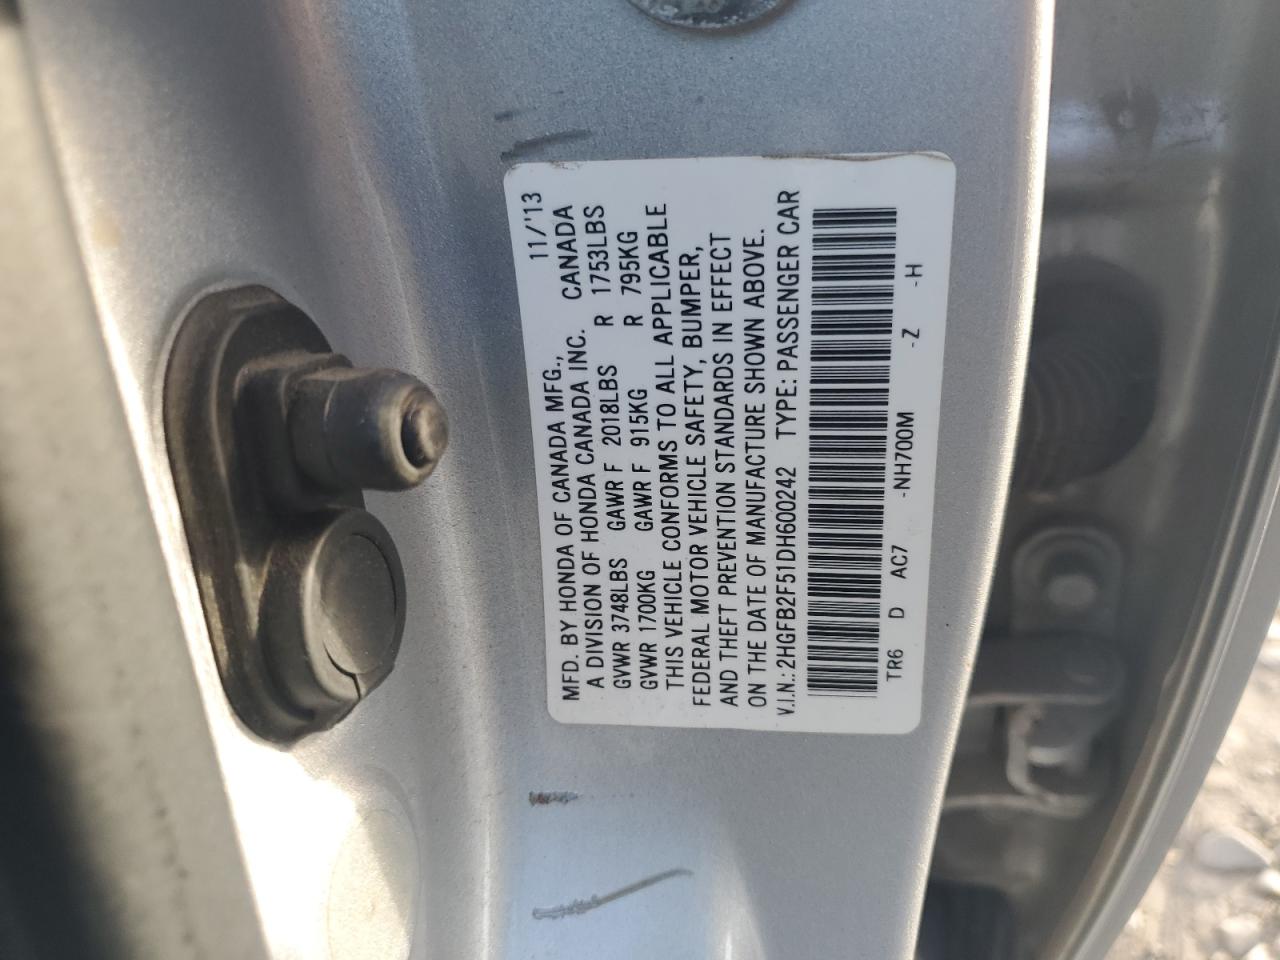 11/'13
MFD. BY HONDA OF CANADA MFG.,
A DIVISION OF HONDA CANADA INC. CANADA
GVWR 3748LBS GAWR F 2018LBS R 1753LBS
GVWR 1700KG GAWR F 915KG R 795KG
THIS VEHICLE CONFORMS TO ALL APPLICABLE
FEDERAL MOTOR VEHICLE SAFETY, BUMPER,
AND THEFT PREVENTION STANDARDS IN EFFECT
ON THE DATE OF MANUFACTURE SHOWN ABOVE.
V.I.N.: 2HGFB2F51DH600242 TYPE: PASSENGER CAR
TR6 D AC7 -NH700M -Z -H